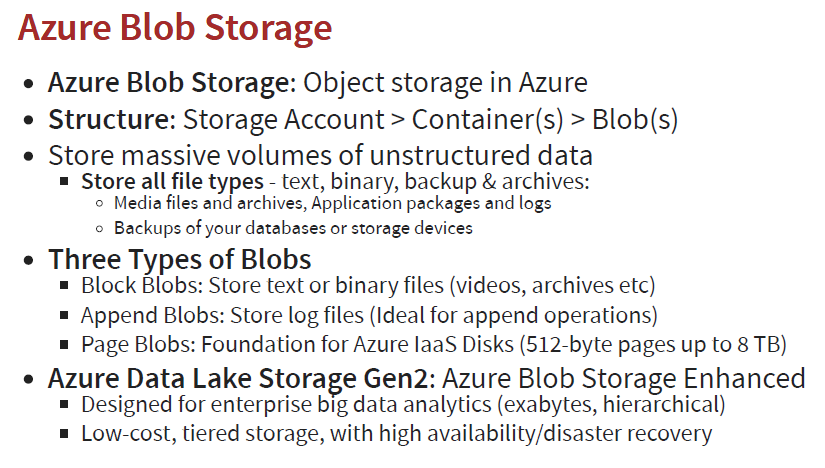 Azure Blob Storage
Azure Blob Storage: Object storage in Azure
Structure: Storage Account > Container(s) > Blob(s)
Store massive volumes of unstructured data
Store all file types - text, binary, backup & archives:
Media files and archives, Application packages and logs
Backups of your databases or storage devices
Three Types of Blobs
Block Blobs: Store text or binary files (videos, archives etc)
Append Blobs: Store log files (Ideal for append operations)
Page Blobs: Foundation for Azure IaaS Disks (512-byte pages up to 8 TB)
Azure Data Lake Storage Gen2: Azure Blob Storage Enhanced
Designed for enterprise big data analytics (exabytes, hierarchical)
Low-cost, tiered storage, with high availability/disaster recovery